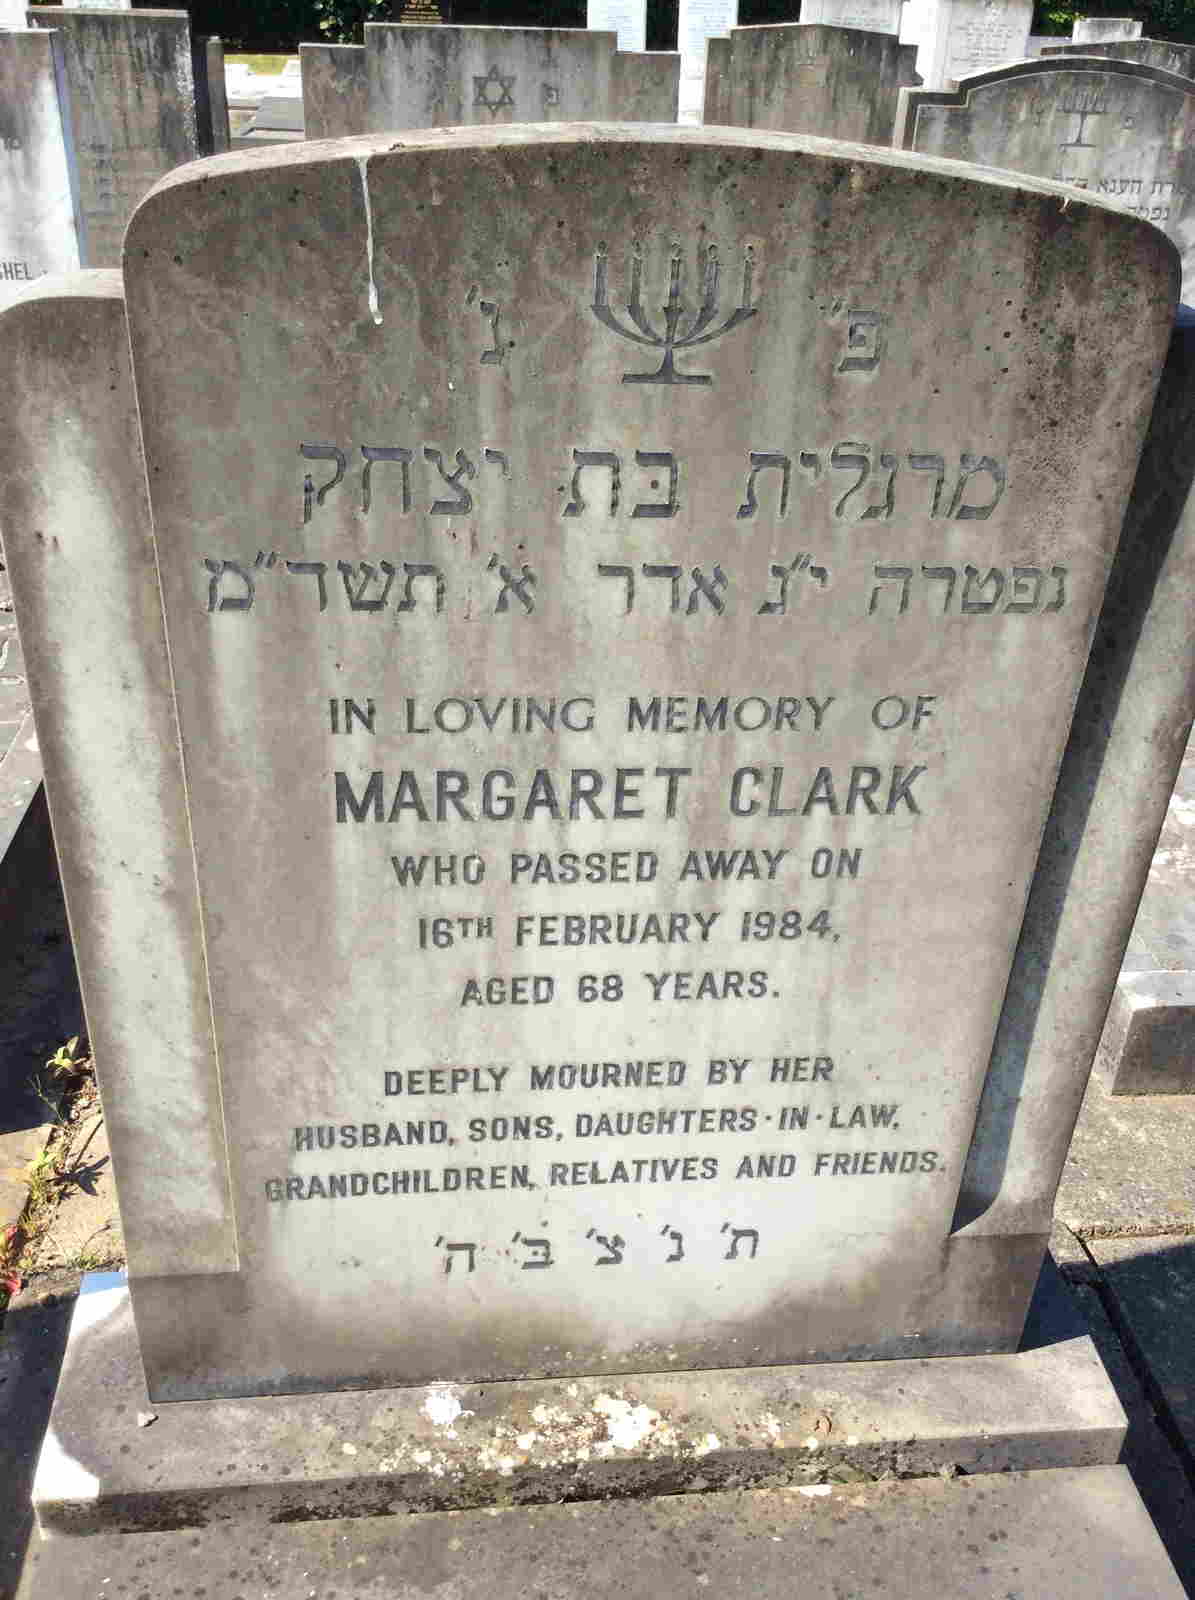 פ" נ'
מרגלית בת יצחק
נפטרה י"ג אדר א' תשד"מ
IN LOVING MEMORY OF
MARGARET CLARK
WHO PASSED AWAY ON
16TH FEBRUARY 1984,
AGED 68 YEARS.
DEEPLY MOURNED BY HER
HUSBAND, SONS, DAUGHTERS·IN·LAW,
GRANDCHILDREN, RELATIVES AND FRIENDS.
ת' נ' צ' ב' ה'